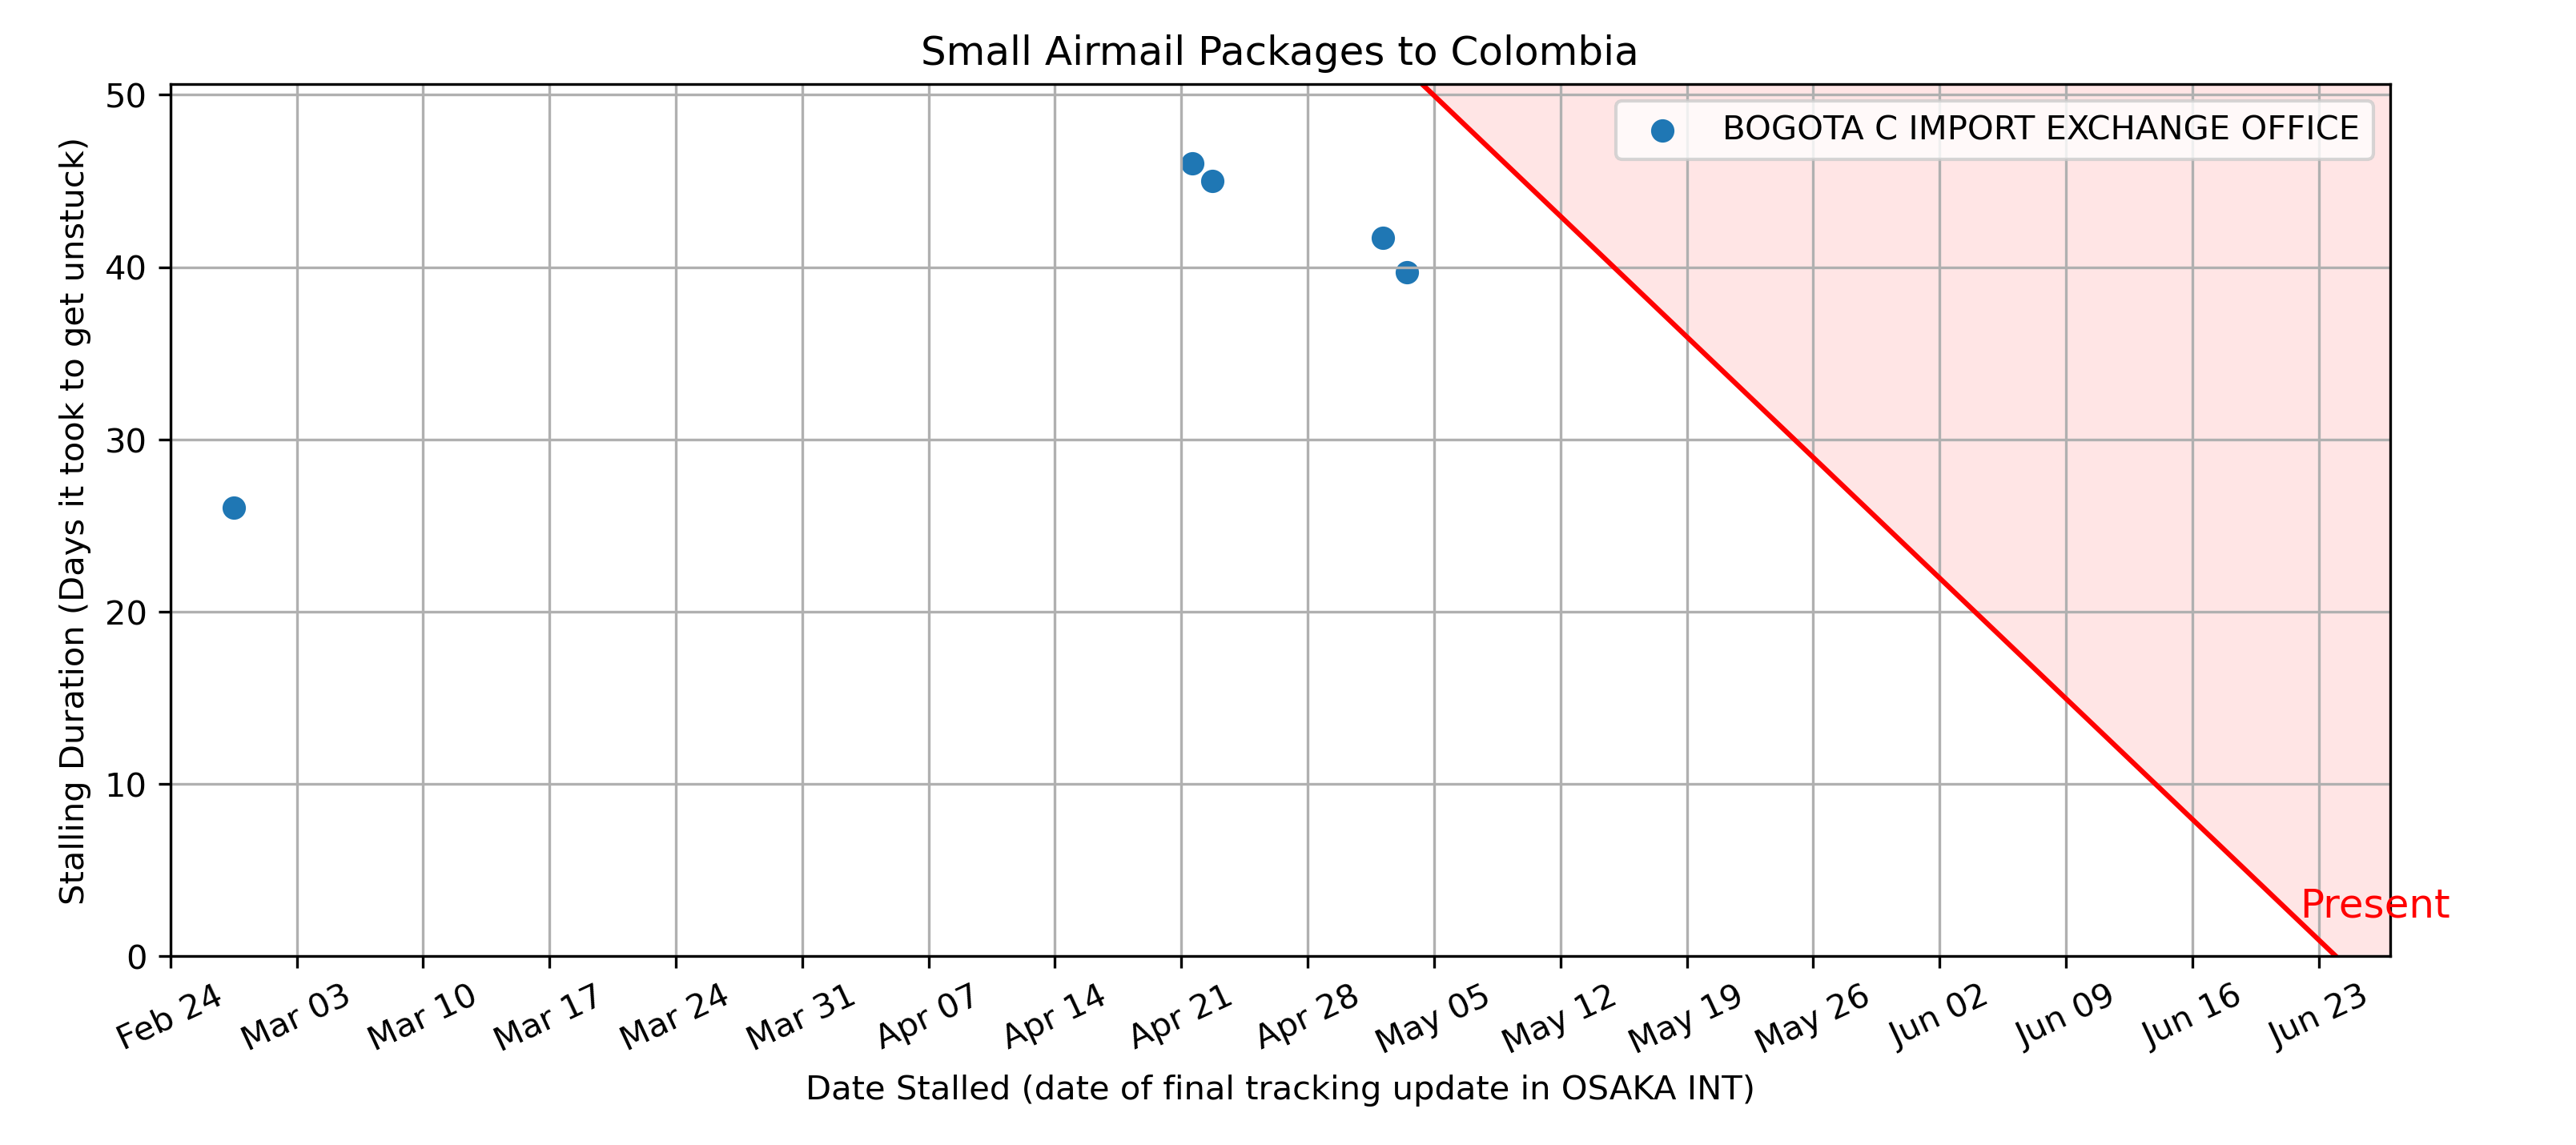 Small Airmail Packages to Colombia
BOGOTA C IMPORT EXCHANGE OFFICE
Stalling Duration (Days it took to get unstuck)
50
40
30
20
10
0
Present
Feb 24
Mar 03
Mar 10
Mar 17
Mar 24
Mar 31
Apr 07
Apr 14
Apr 21
Apr 28
May 05
May 12
May 19
May 26
Jun 02
Jun 09
Jun 16
Jun 23
Date Stalled (date of final tracking update in OSAKA INT)